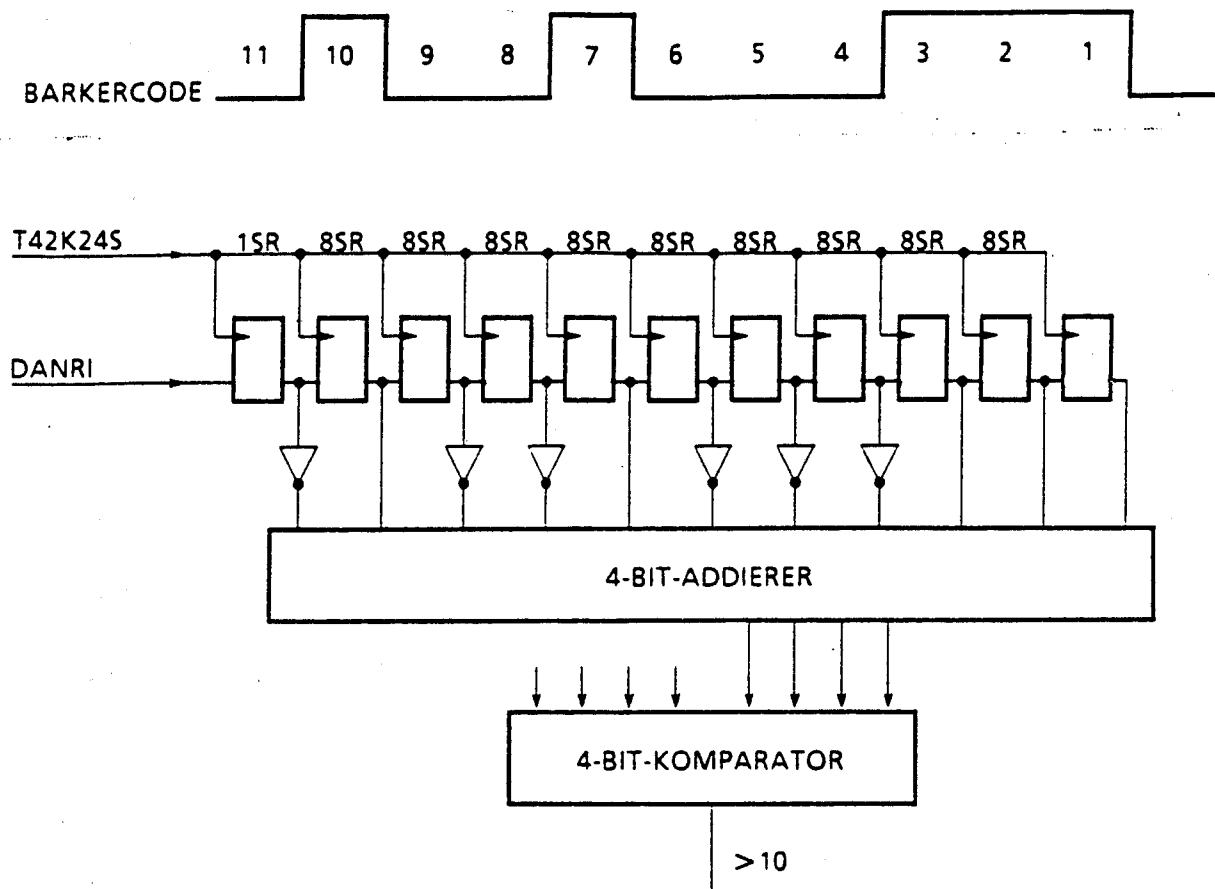 11 10 9 8 7 6 5 4 3 2 1
BARKERCODE
T42K24S 1SR 8SR 8SR 8SR 8SR 8SR 8SR 8SR 8SR 8SR
DANRI
4-BIT-ADDIERER
4-BIT-KOMPARATOR
>10